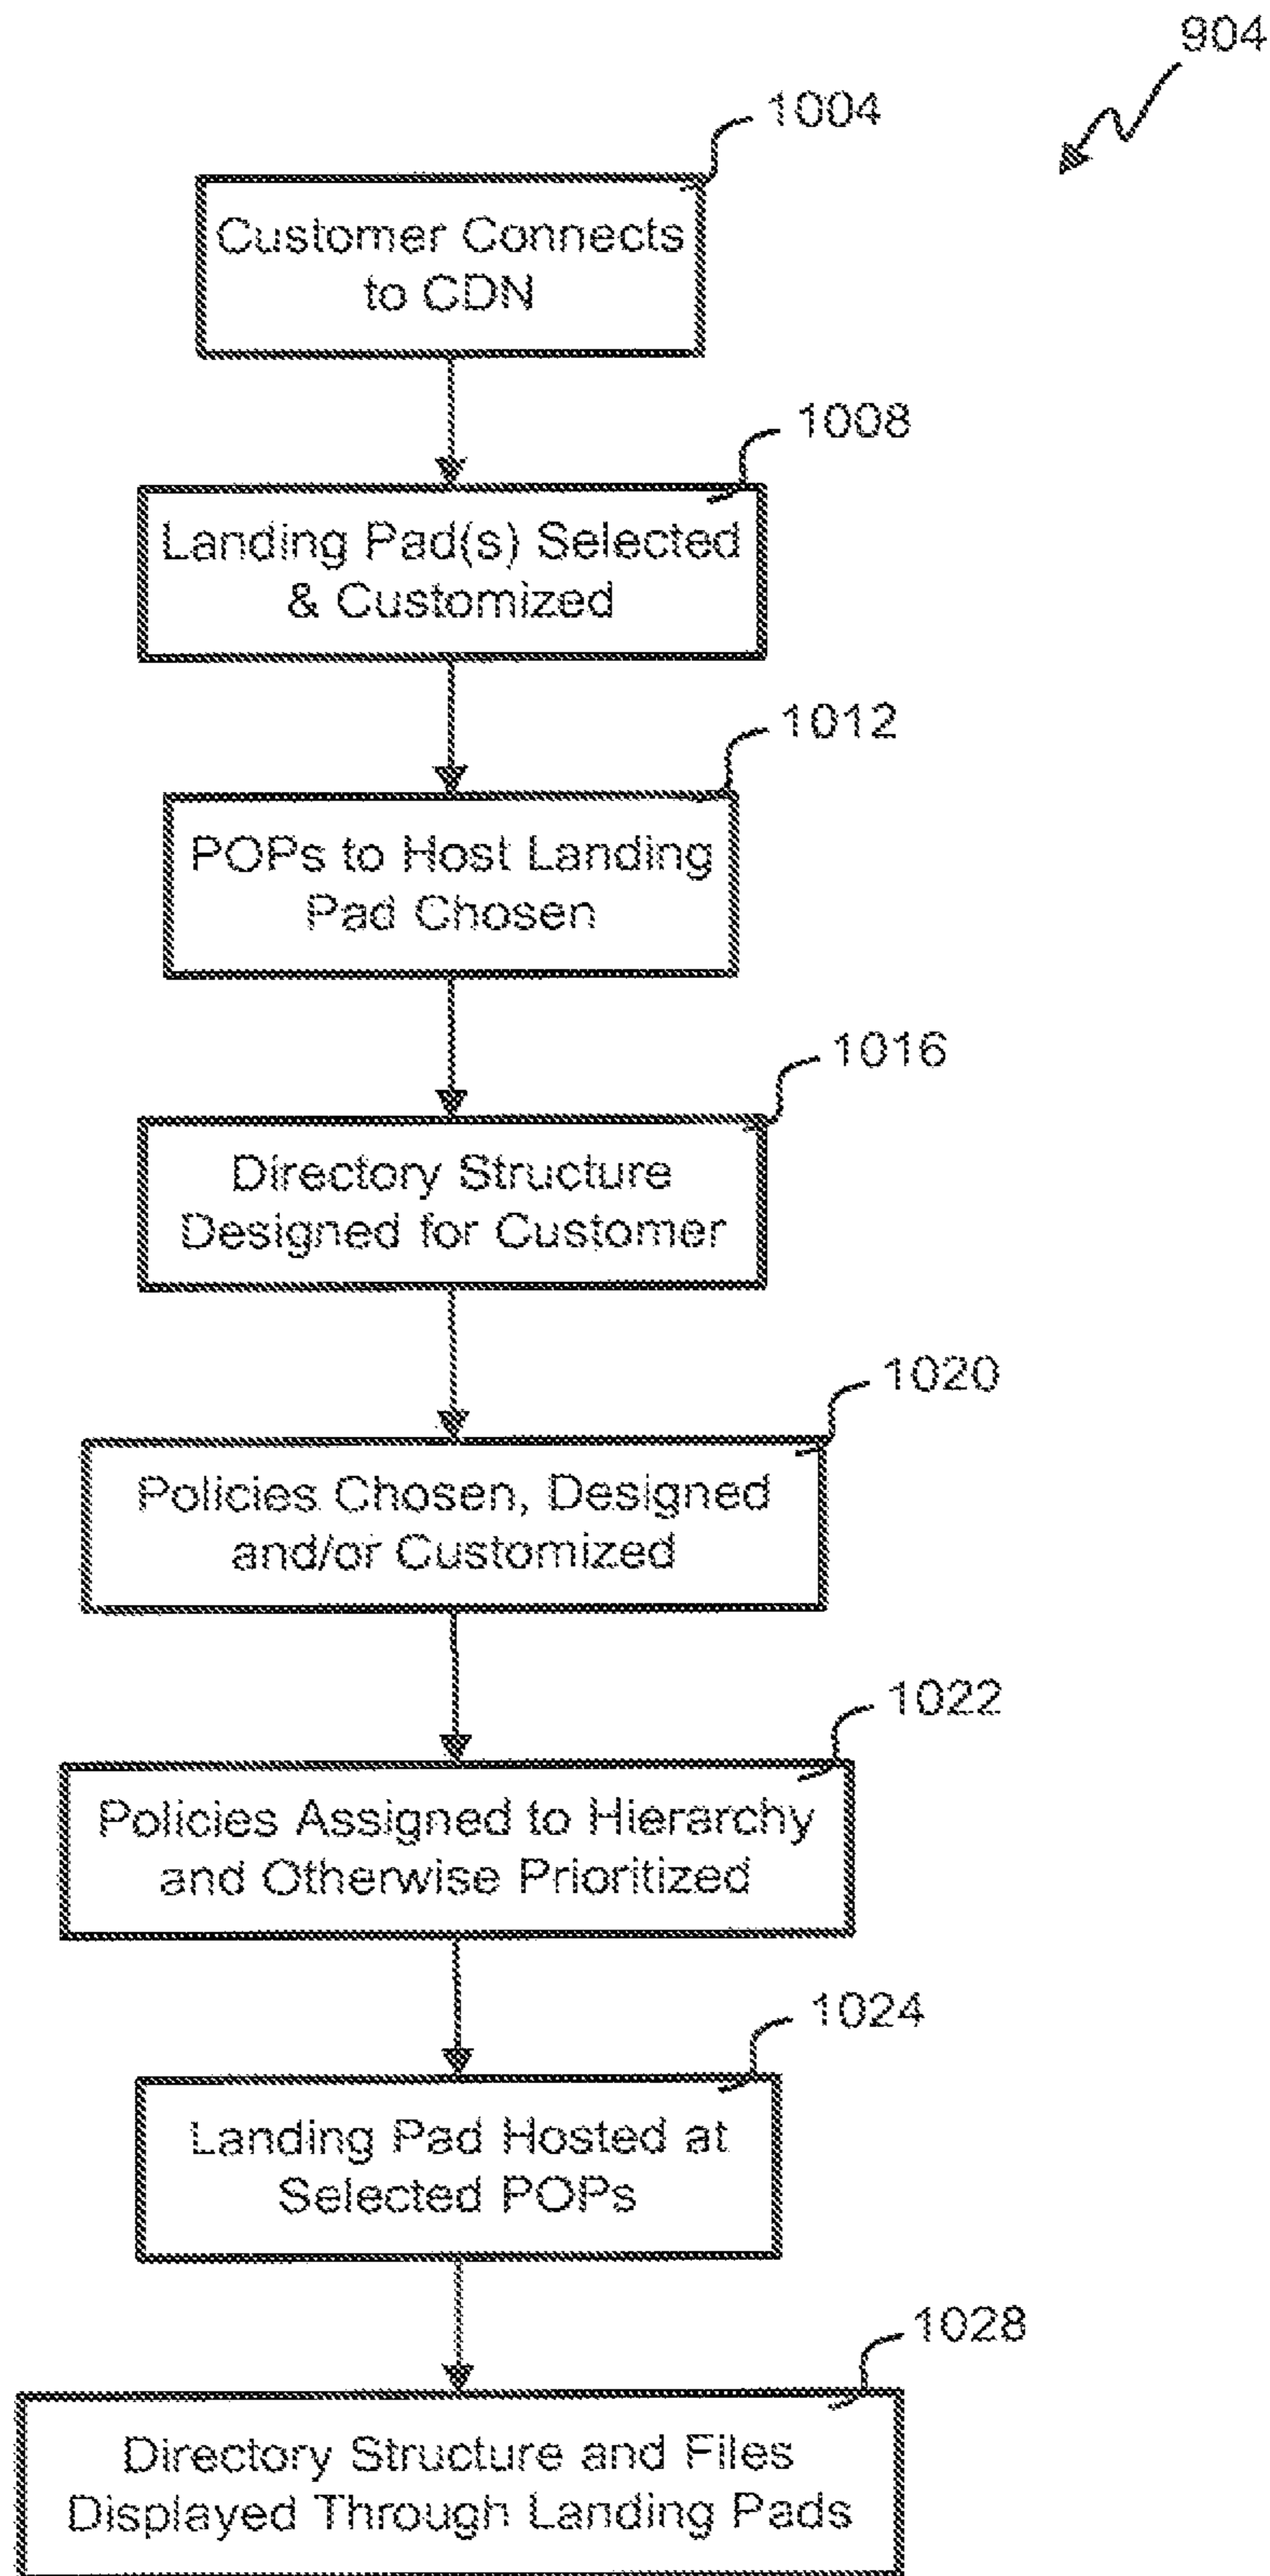 904
1004
Customer Connects
to CDN
1008
Landing Pad(s) Selected
& Customized
1012
POPs to Host Landing
Pad Chosen
1016
Directory Structure
Designed for Customer
1020
Policies Chosen, Designed
and/or Customized
1022
Policies Assigned to Hierarchy
and Otherwise Prioritized
1024
Landing Pad Hosted at
Selected POPs
1028
Directory Structure and Files
Displayed Through Landing Pads